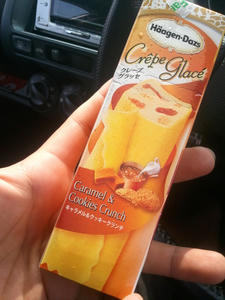 Häagen-Dazs
Crêpe Glacé
クレープ
グラッセ
Caramel &
Cookies Crunch
キャラメル&クッキークランチ